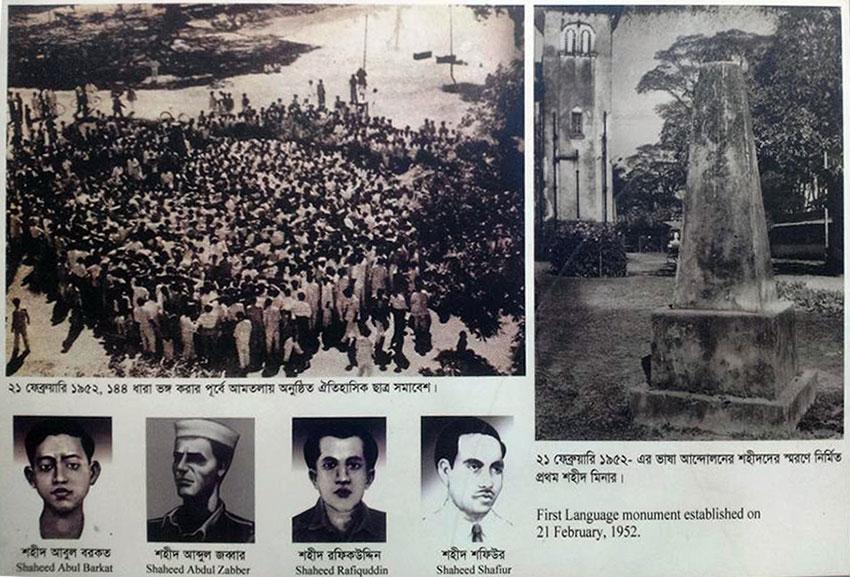 ২১ ফেব্রুয়ারি ১৯৫২, ১৪৪ ধারা ভঙ্গ করার পূর্বে আমতলায় অনুষ্ঠিত ঐতিহাসিক ছাত্র সমাবেশ।
শহীদ আবুল বরকত
Shaheed Abul Barkat
শহীদ আব্দুল জব্বার
Shaheed Abdul Zabber
শহীদ রফিকউদ্দিন
Shaheed Rafiquddin
শহীদ শফিউর
Shaheed Shafiur
২১ ফেব্রুয়ারি ১৯৫২- এর ভাষা আন্দোলনের শহীদদের স্মরণে নির্মিত
প্রথম শহীদ মিনার।
First Language monument established on
21 February, 1952.